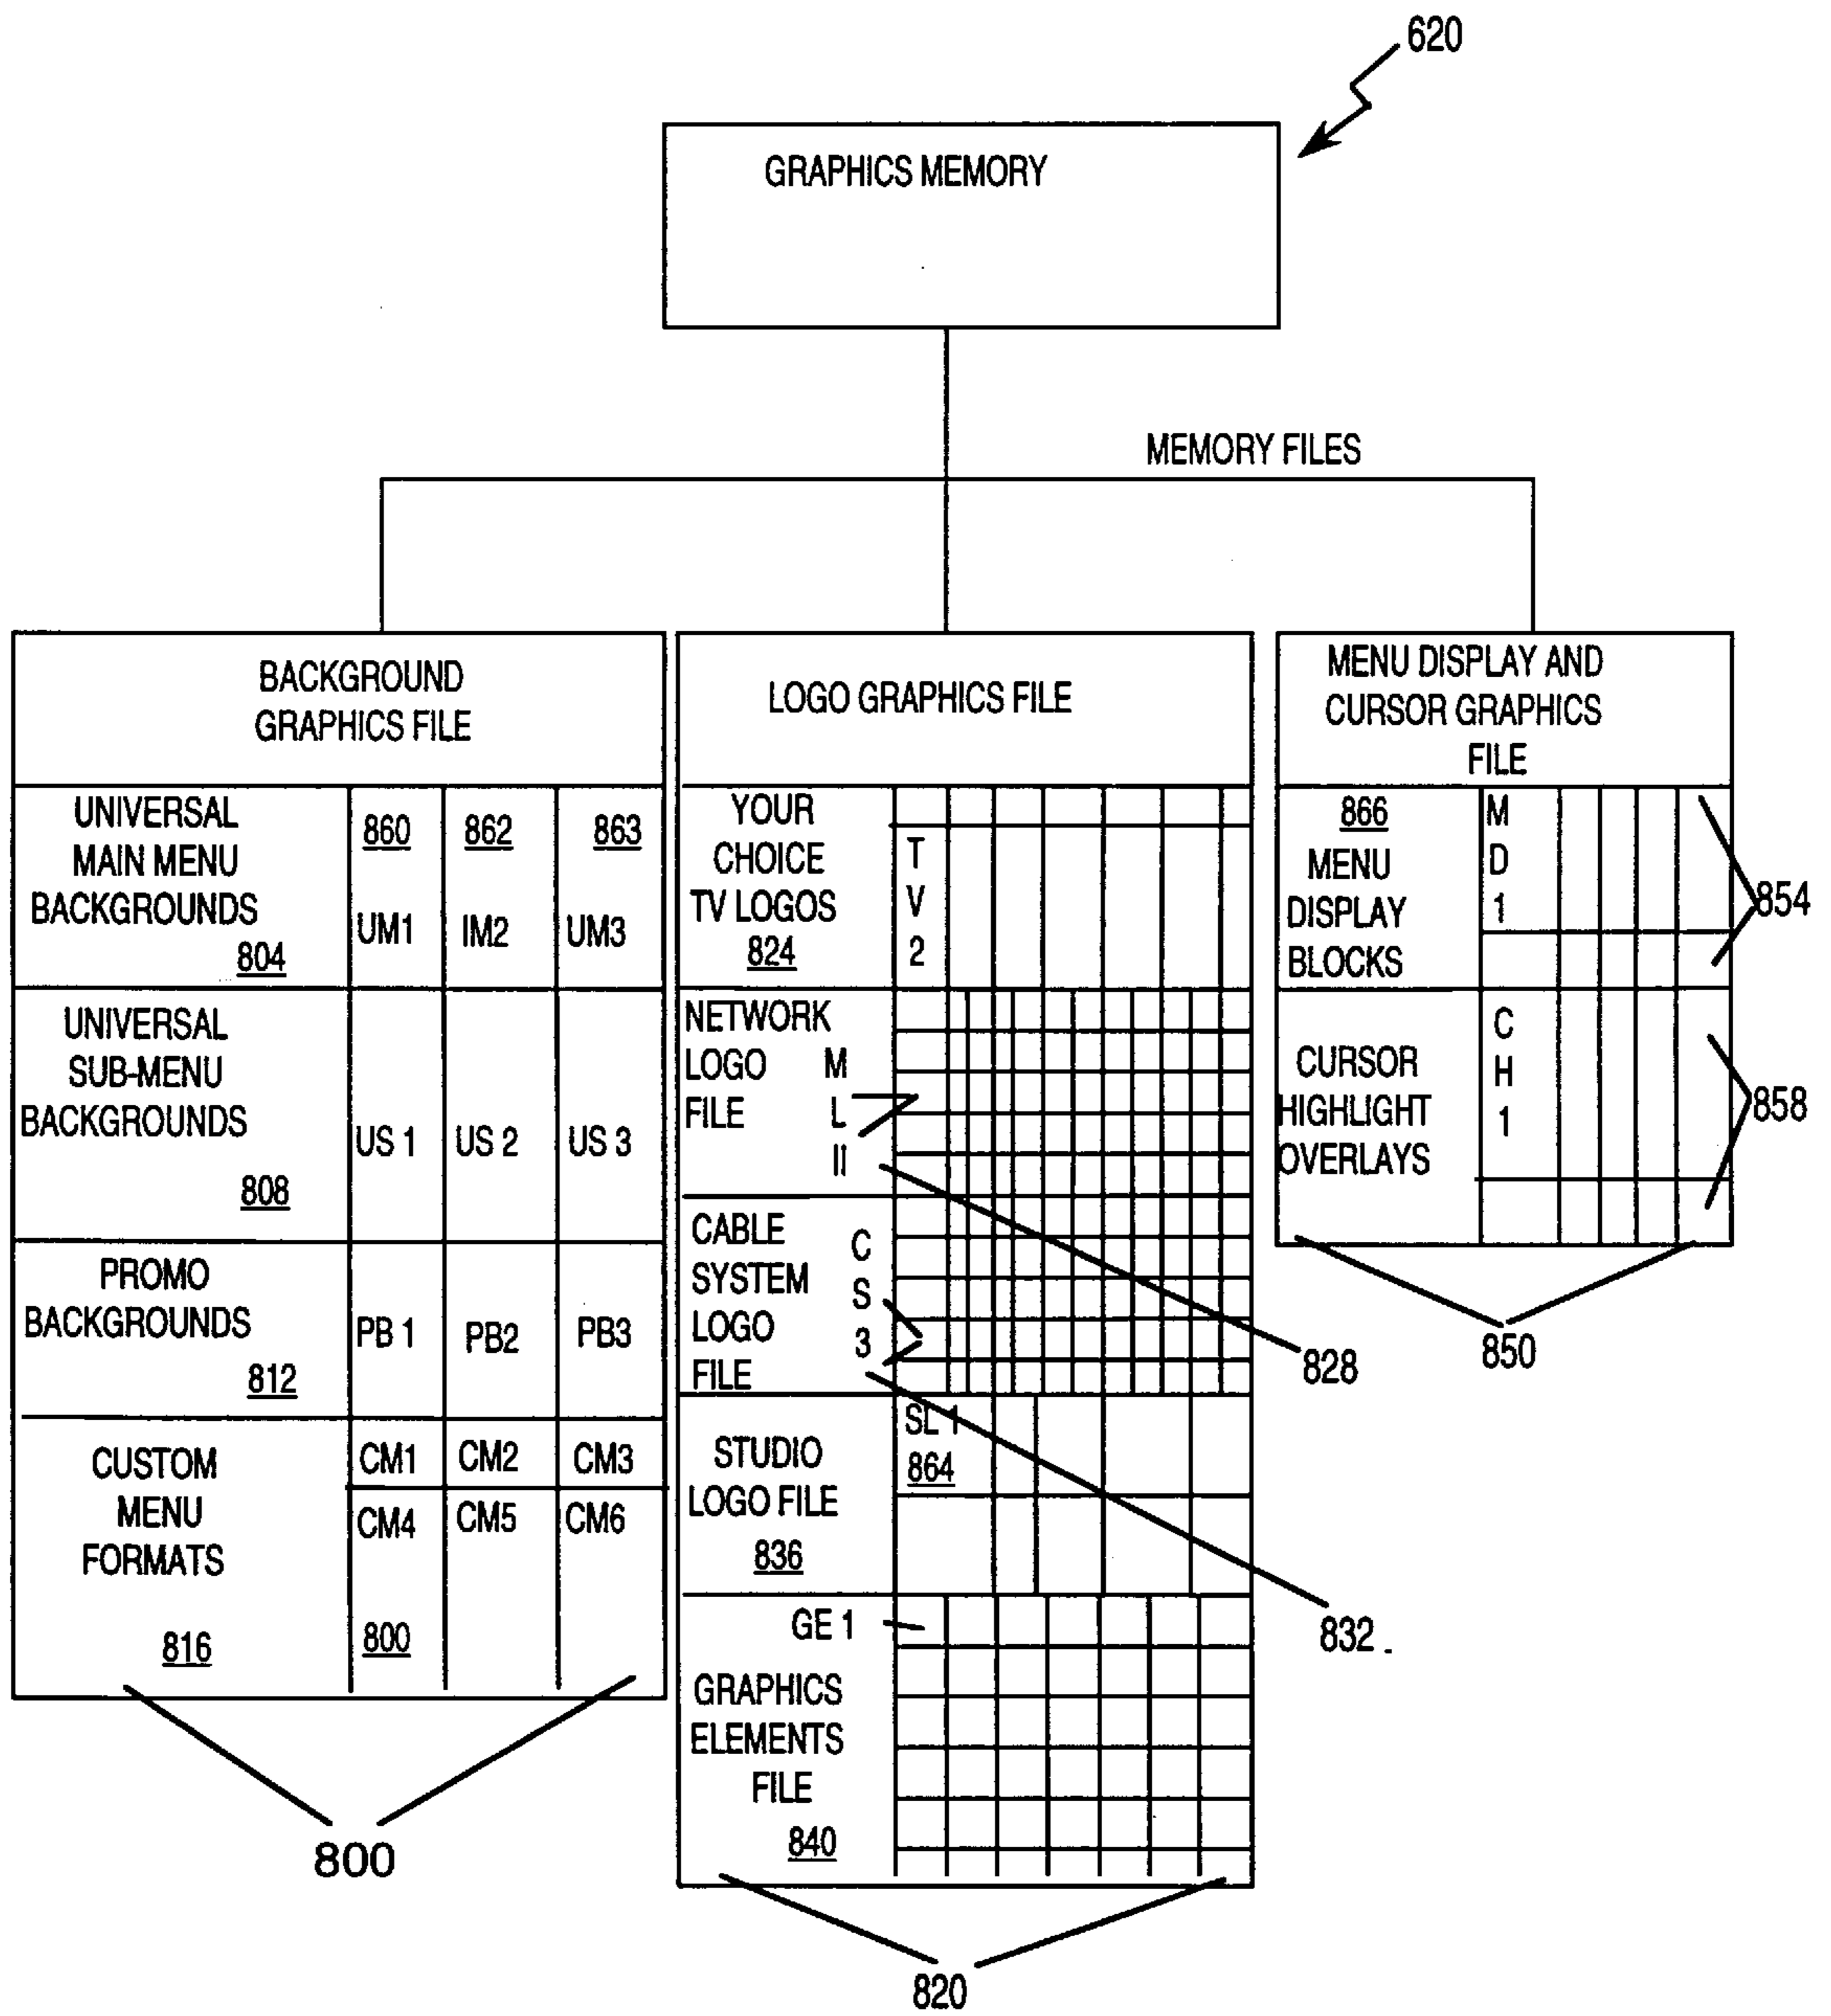 620
GRAPHICS MEMORY
MEMORY FILES
BACKGROUND
GRAPHICS FILE
UNIVERSAL
MAIN MENU
BACKGROUNDS
804
860
862
863
UM1
IM2
UM3
UNIVERSAL
SUB-MENU
BACKGROUNDS
808
US 1
US 2
US 3
PROMO
BACKGROUNDS
812
PB 1
PB2
PB3
CUSTOM
MENU
FORMATS
816
CM1
CM2
CM3
CM4
CM5
CM6
800
800
LOGO GRAPHICS FILE
YOUR
CHOICE
TV LOGOS
824
T
V
2
NETWORK
LOGO
FILE
M
L
II
828
CABLE
SYSTEM
LOGO
FILE
C
S
3
832
STUDIO
LOGO FILE
836
SL 1
864
GE 1
GRAPHICS
ELEMENTS
FILE
840
820
MENU DISPLAY AND
CURSOR GRAPHICS
FILE
866
MENU
DISPLAY
BLOCKS
M
D
1
854
CURSOR
HIGHLIGHT
OVERLAYS
C
H
1
858
850